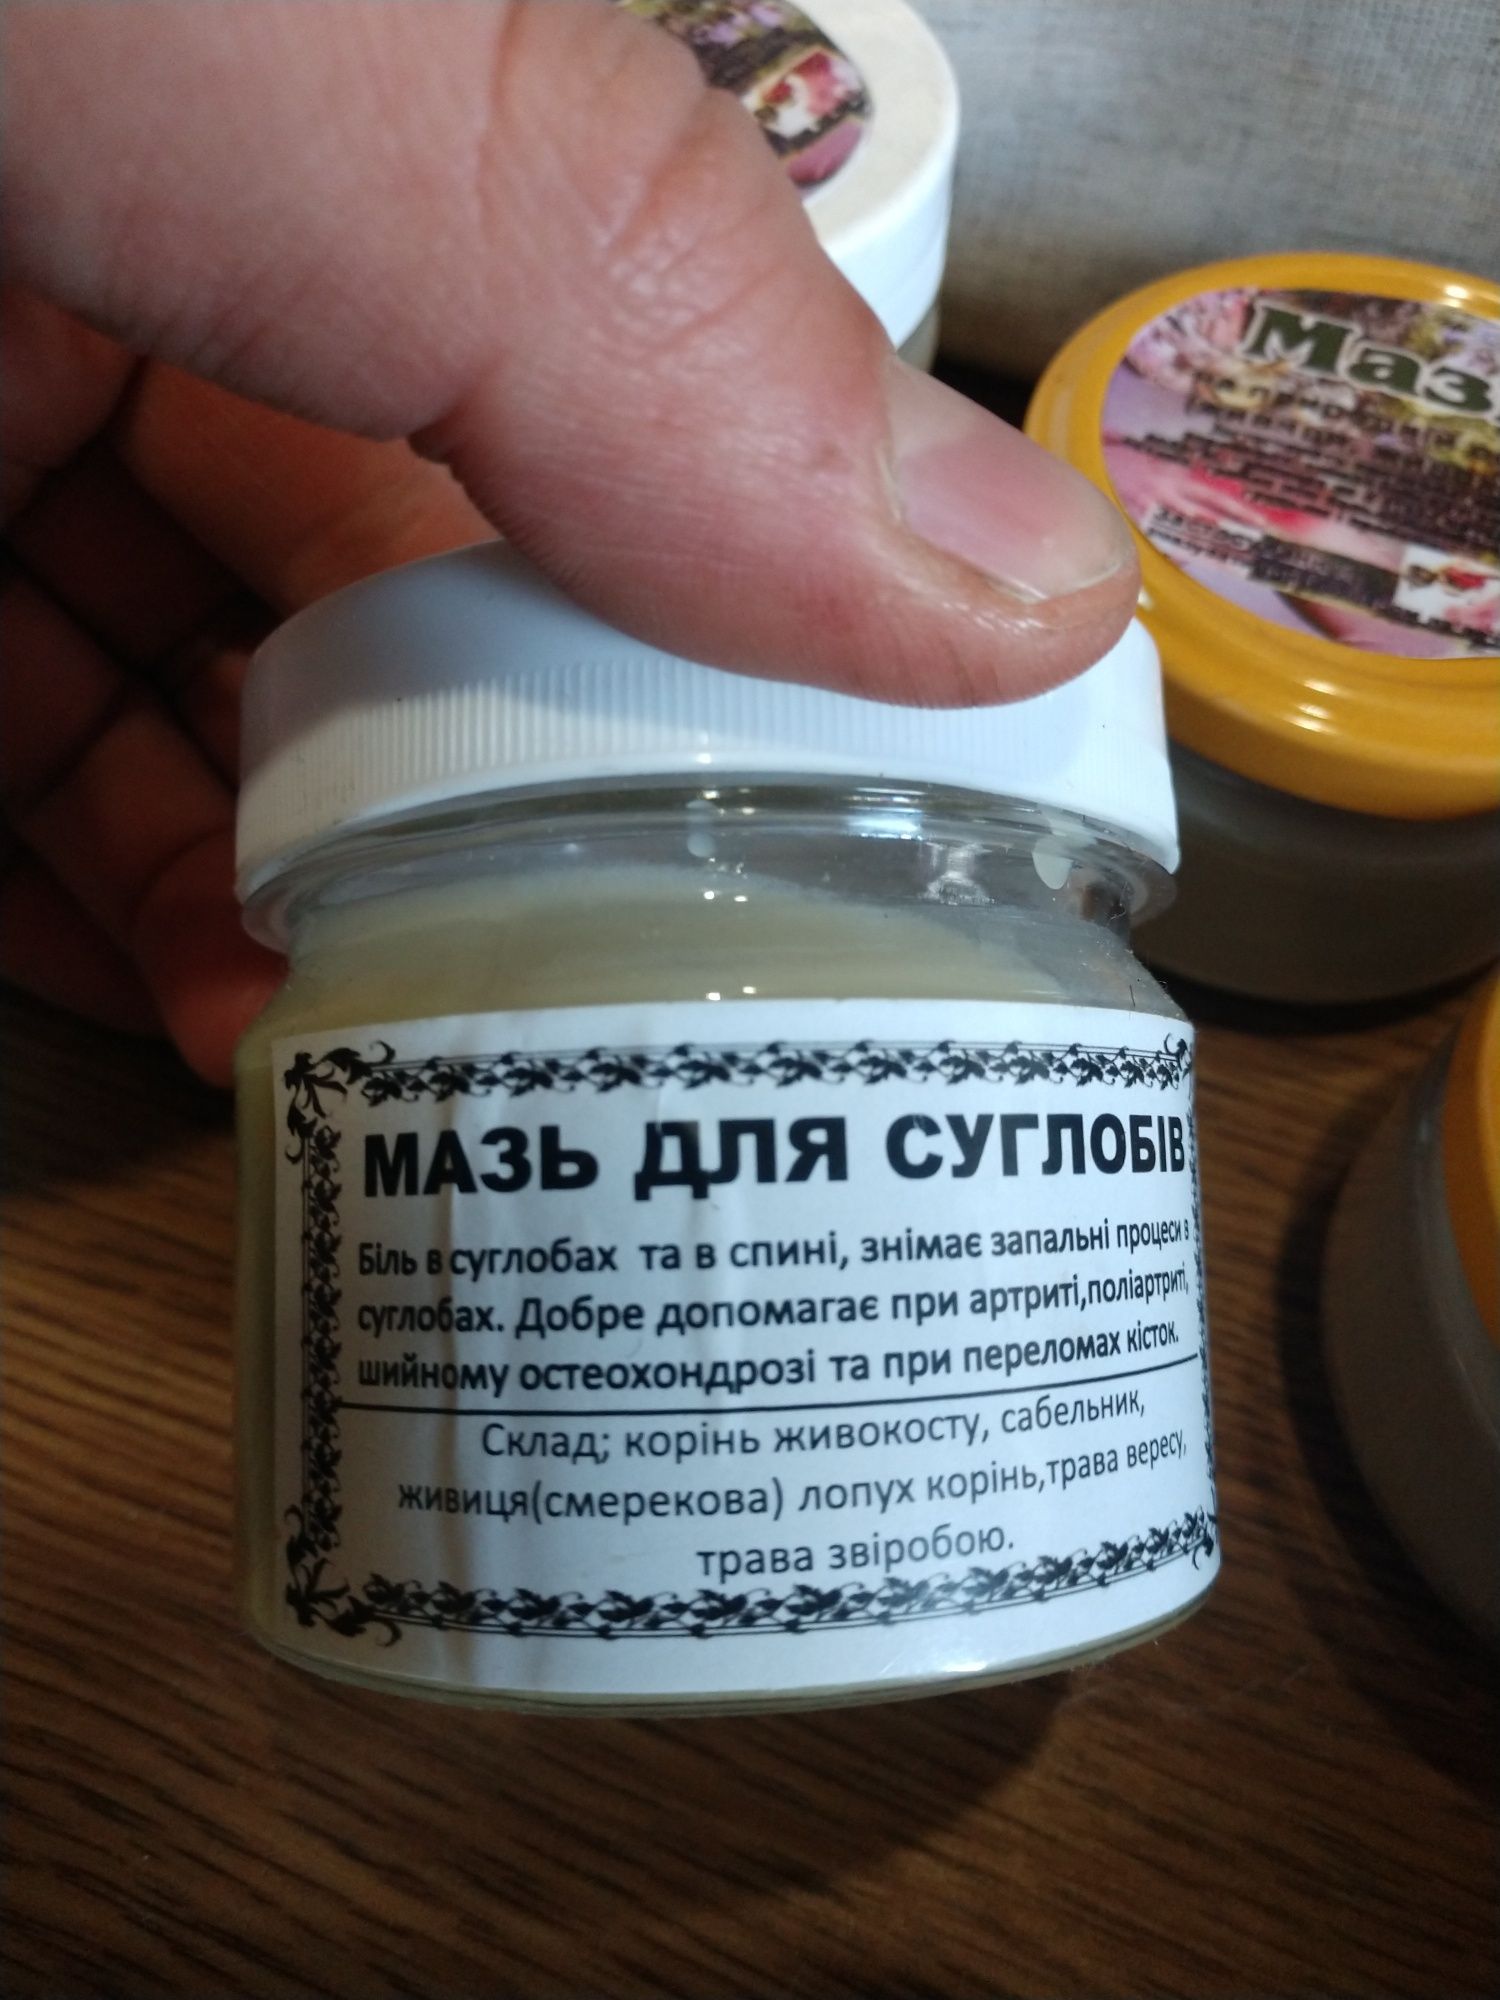 Маз
МАЗЬ ДЛЯ СУГЛОБІВ
Біль в суглобах та в спині, знімає запальні процеси в
суглобах. Добре допомагає при артриті,поліартриті,
шийному остеохондрозі та при переломах кісток.
Склад; корінь живокосту, сабельник,
живиця(смерекова) лопух корінь,трава вересу,
трава звіробою.